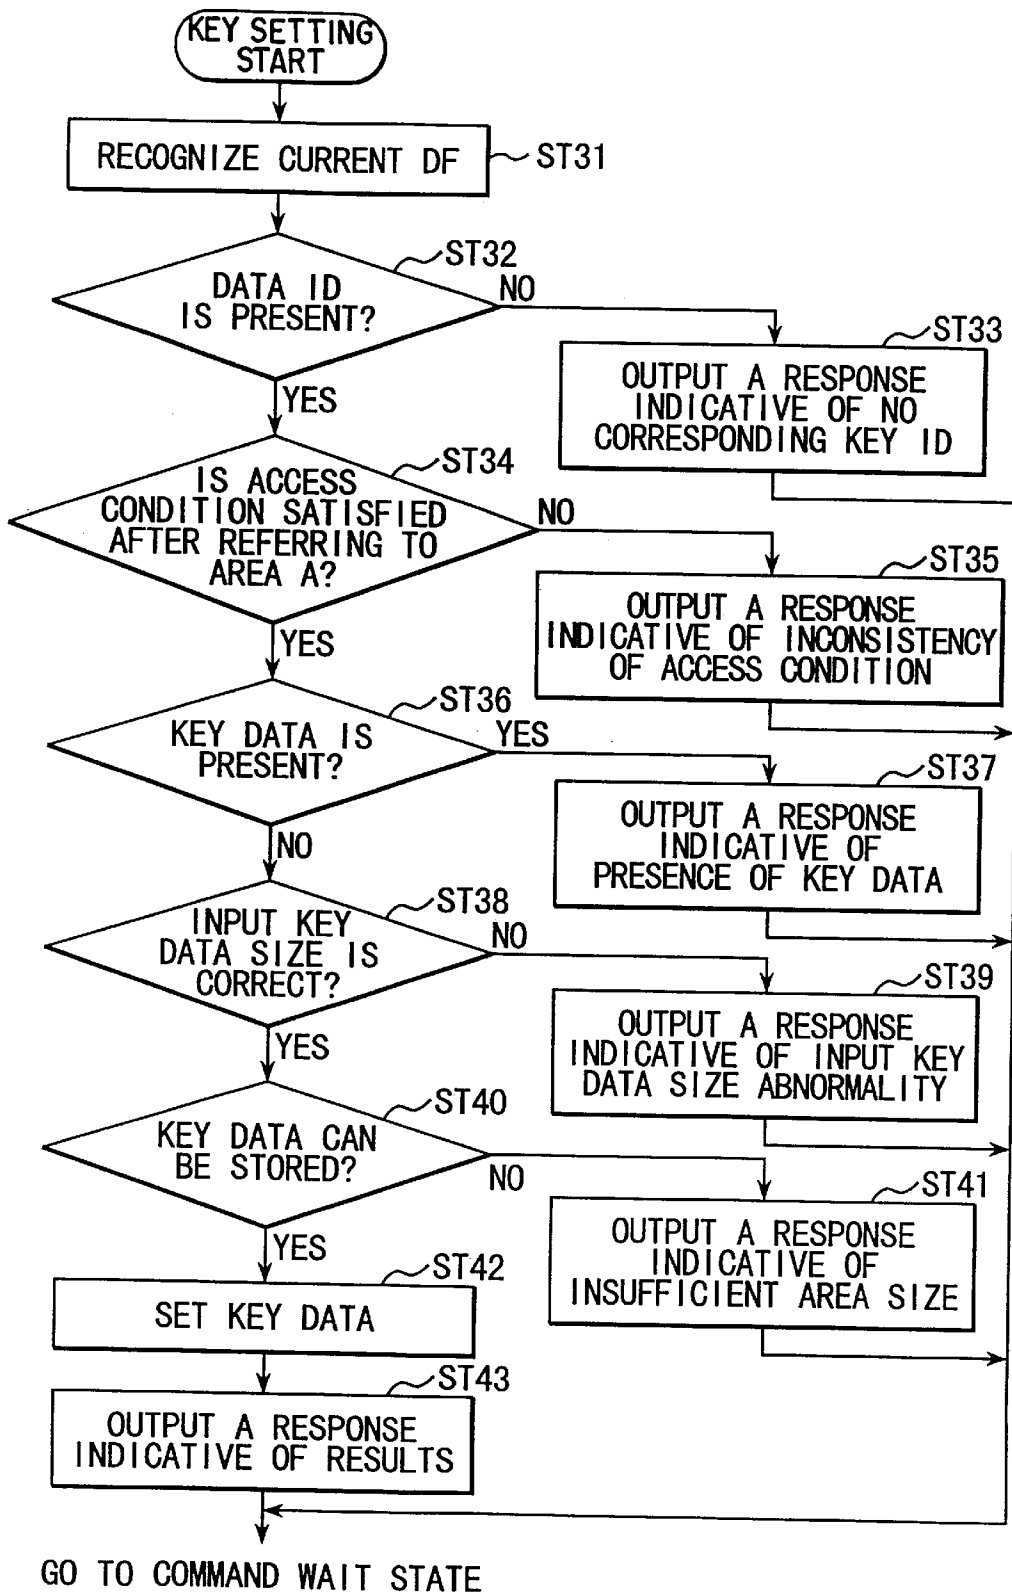 KEY SETTING
START
RECOGNIZE CURRENT DF
ST31
ST32
DATA ID
IS PRESENT?
NO
YES
ST33
OUTPUT A RESPONSE
INDICATIVE OF NO
CORRESPONDING KEY ID
ST34
IS ACCESS
CONDITION SATISFIED
AFTER REFERRING TO
AREA A?
NO
YES
ST35
OUTPUT A RESPONSE
INDICATIVE OF INCONSISTENCY
OF ACCESS CONDITION
ST36
KEY DATA IS
PRESENT?
YES
NO
ST37
OUTPUT A RESPONSE
INDICATIVE OF
PRESENCE OF KEY DATA
ST38
INPUT KEY
DATA SIZE IS
CORRECT?
NO
YES
ST39
OUTPUT A RESPONSE
INDICATIVE OF INPUT KEY
DATA SIZE ABNORMALITY
ST40
KEY DATA CAN
BE STORED?
NO
YES
ST41
OUTPUT A RESPONSE
INDICATIVE OF
INSUFFICIENT AREA SIZE
ST42
SET KEY DATA
ST43
OUTPUT A RESPONSE
INDICATIVE OF RESULTS
GO TO COMMAND WAIT STATE